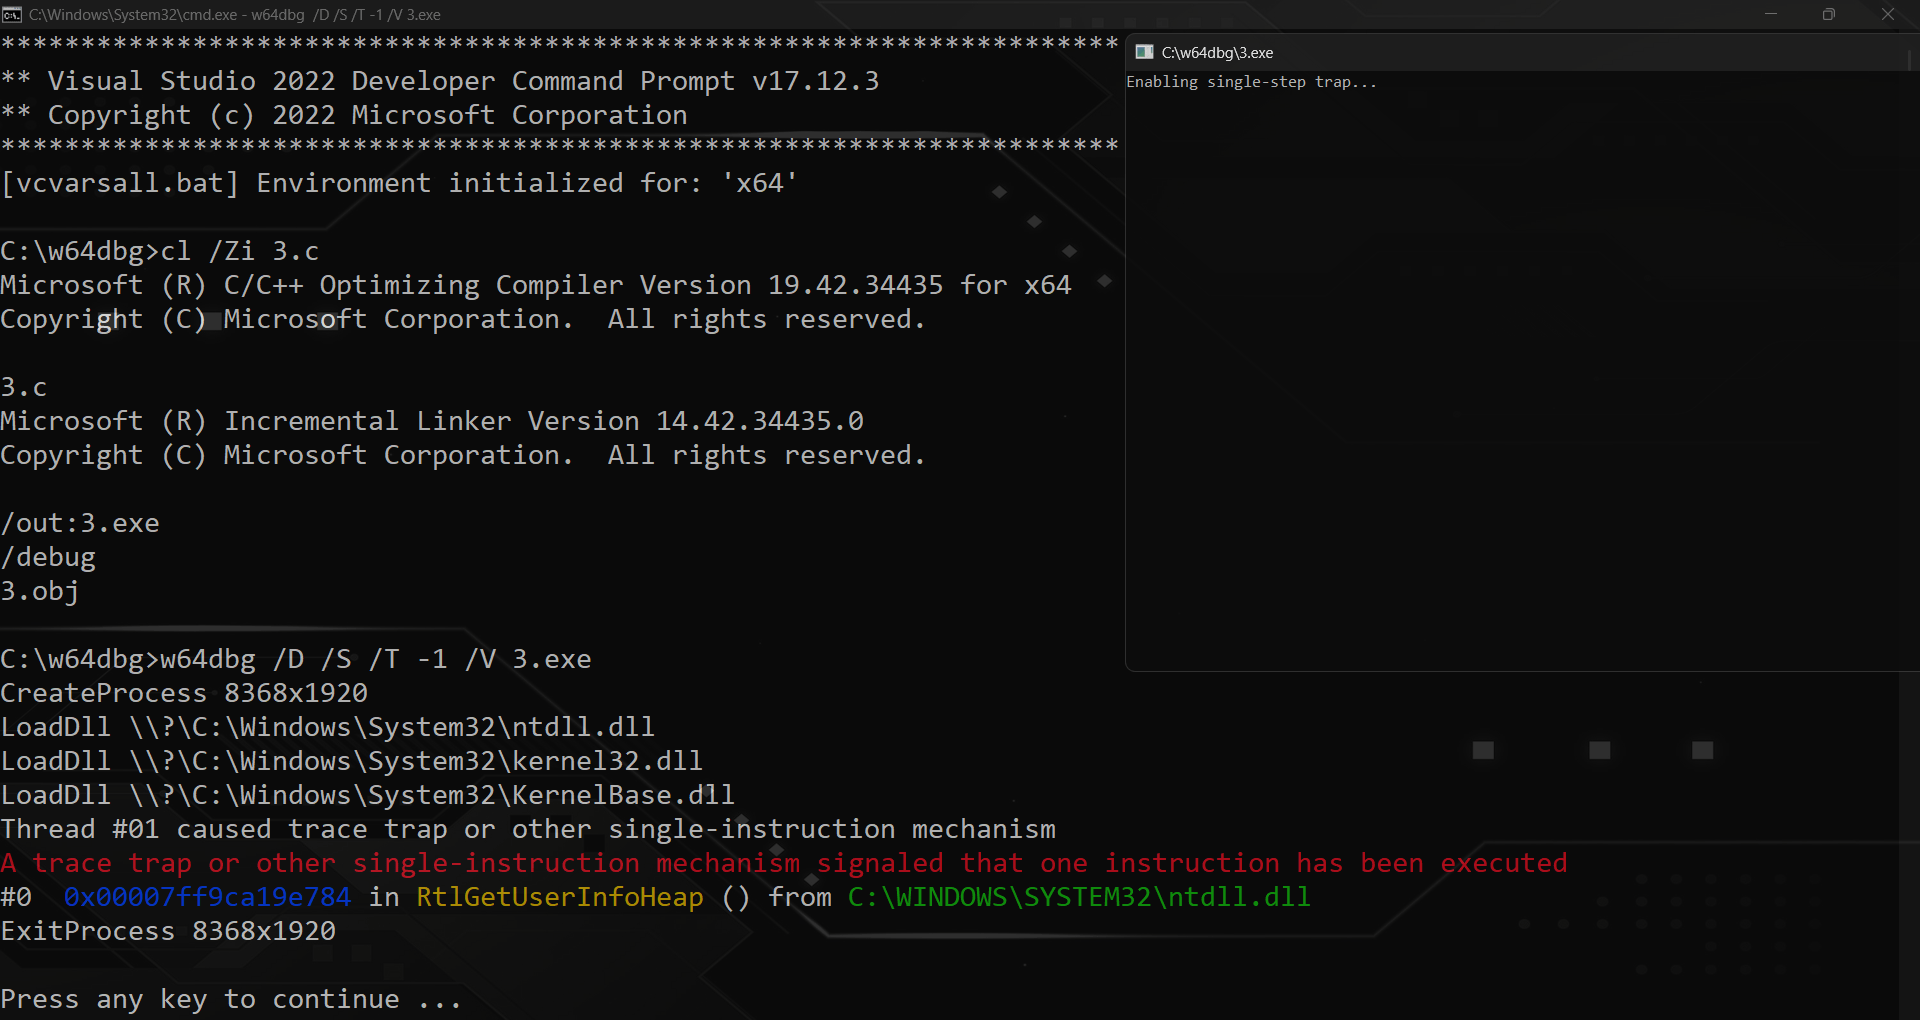 C:\Windows\System32\cmd.exe - w64dbg  /D /S /T -1 /V 3.exe
**********************************************************************
** Visual Studio 2022 Developer Command Prompt v17.12.3
** Copyright (c) 2022 Microsoft Corporation
**********************************************************************
[vcvarsall.bat] Environment initialized for: 'x64'
C:\w64dbg>cl /Zi 3.c
Microsoft (R) C/C++ Optimizing Compiler Version 19.42.34435 for x64
Copyright (C) Microsoft Corporation.  All rights reserved.
3.c
Microsoft (R) Incremental Linker Version 14.42.34435.0
Copyright (C) Microsoft Corporation.  All rights reserved.
/out:3.exe
/debug
3.obj
C:\w64dbg>w64dbg /D /S /T -1 /V 3.exe
CreateProcess 8368x1920
LoadDll \\?\C:\Windows\System32\ntdll.dll
LoadDll \\?\C:\Windows\System32\kernel32.dll
LoadDll \\?\C:\Windows\System32\KernelBase.dll
Thread #01 caused trace trap or other single-instruction mechanism
A trace trap or other single-instruction mechanism signaled that one instruction has been executed
#0  0x00007ff9ca19e784 in RtlGetUserInfoHeap () from C:\WINDOWS\SYSTEM32\ntdll.dll
ExitProcess 8368x1920
Press any key to continue ...
C:\w64dbg\3.exe
Enabling single-step trap...